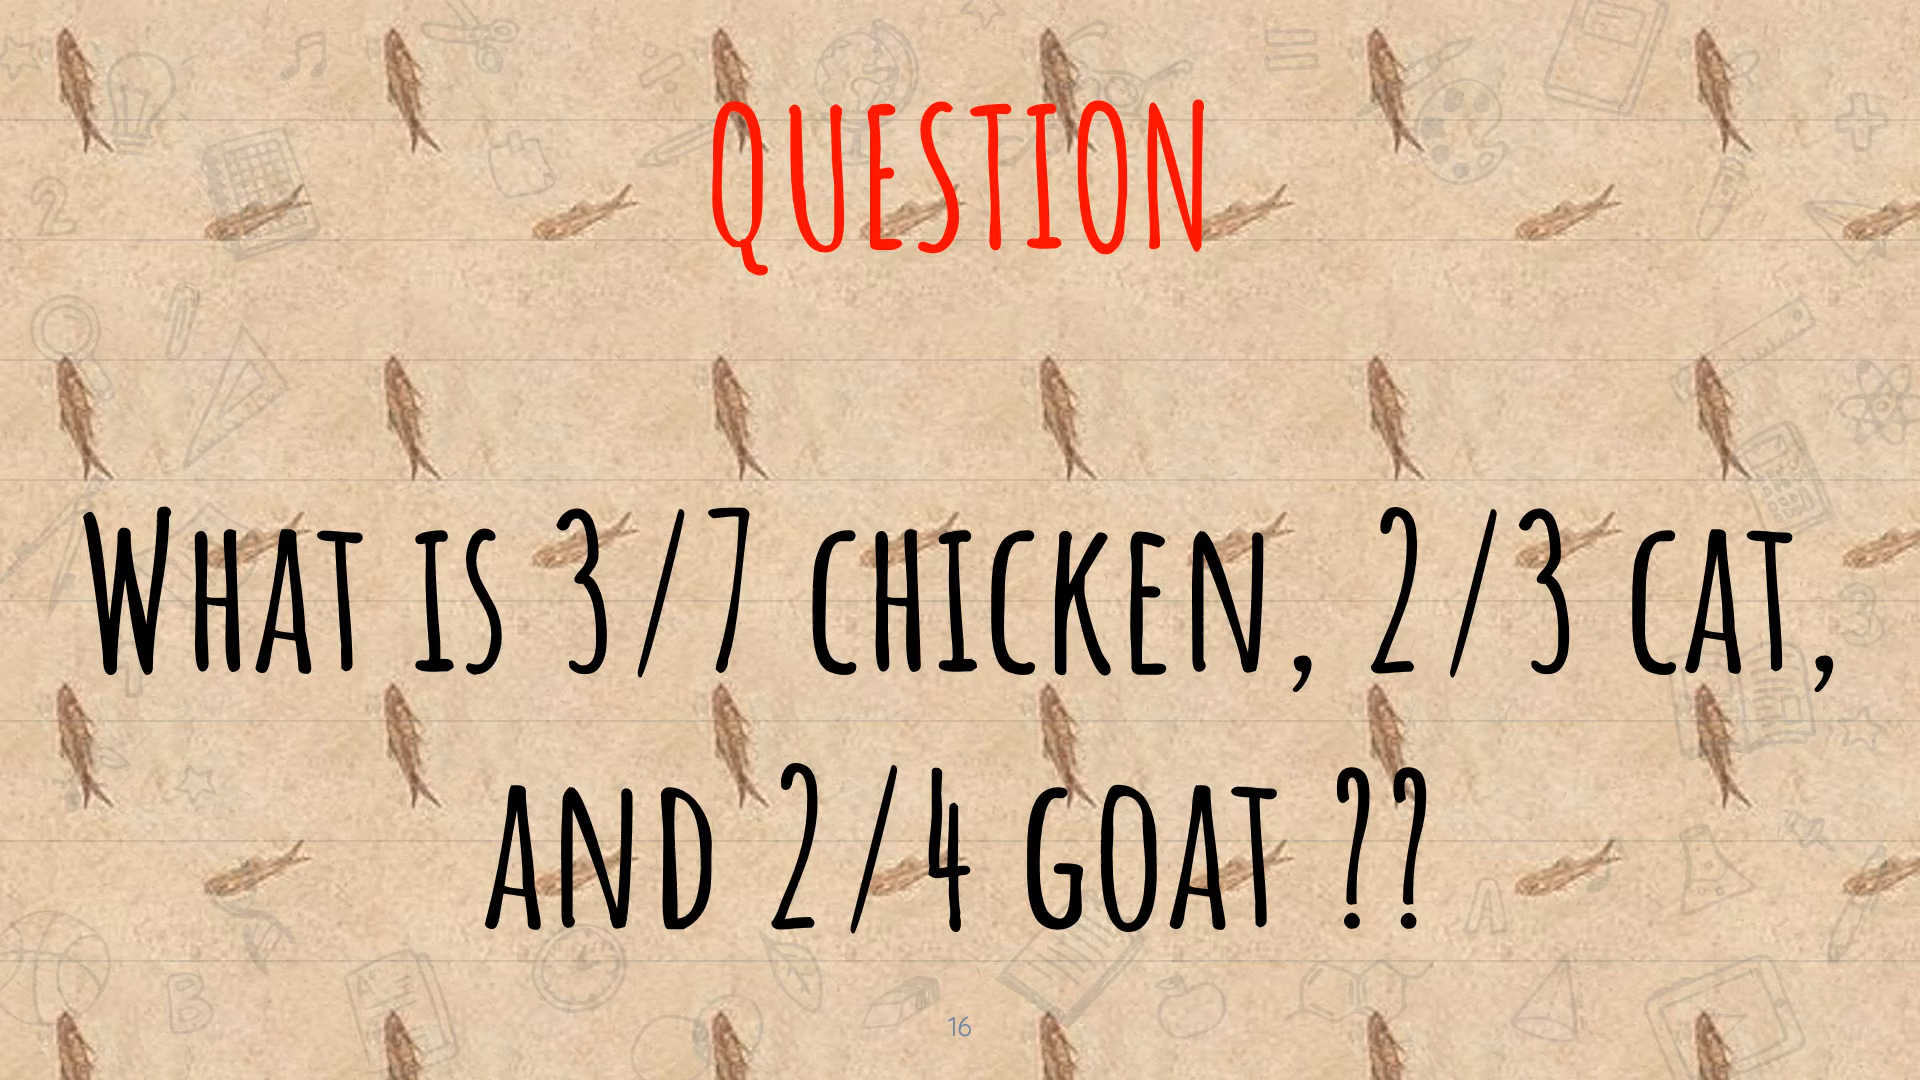 QUESTION
WHAT IS 3/7 CHICKEN, 2/3 CAT,
AND 2/4 GOAT ??
16